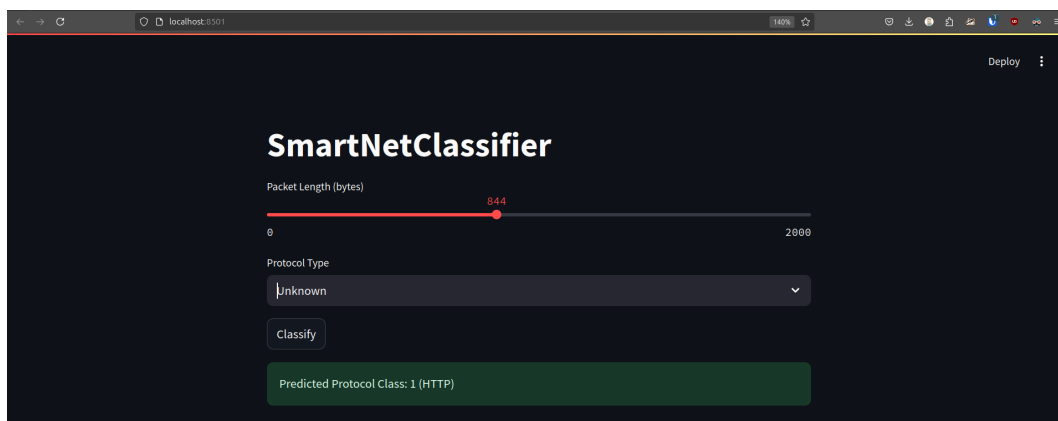 localhost:8501
140%
Deploy
SmartNetClassifier
Packet Length (bytes)
844
0 2000
Protocol Type
Unknown
Classify
Predicted Protocol Class: 1 (HTTP)